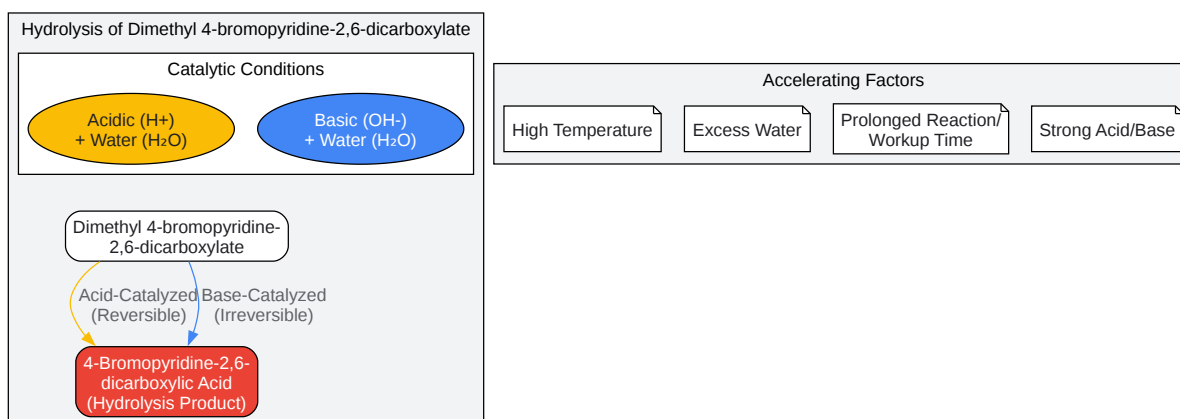 Hydrolysis of Dimethyl 4-bromopyridine-2,6-dicarboxylate
Catalytic Conditions
Acidic (H+)
+ Water (H₂O)
Basic (OH-)
+ Water (H₂O)
Accelerating Factors
High Temperature
Excess Water
Prolonged Reaction/
Workup Time
Strong Acid/Base
Dimethyl 4-bromopyridine-
2,6-dicarboxylate
Acid-Catalyzed
(Reversible)
Base-Catalyzed
(Irreversible)
4-Bromopyridine-2,6-
dicarboxylic Acid
(Hydrolysis Product)